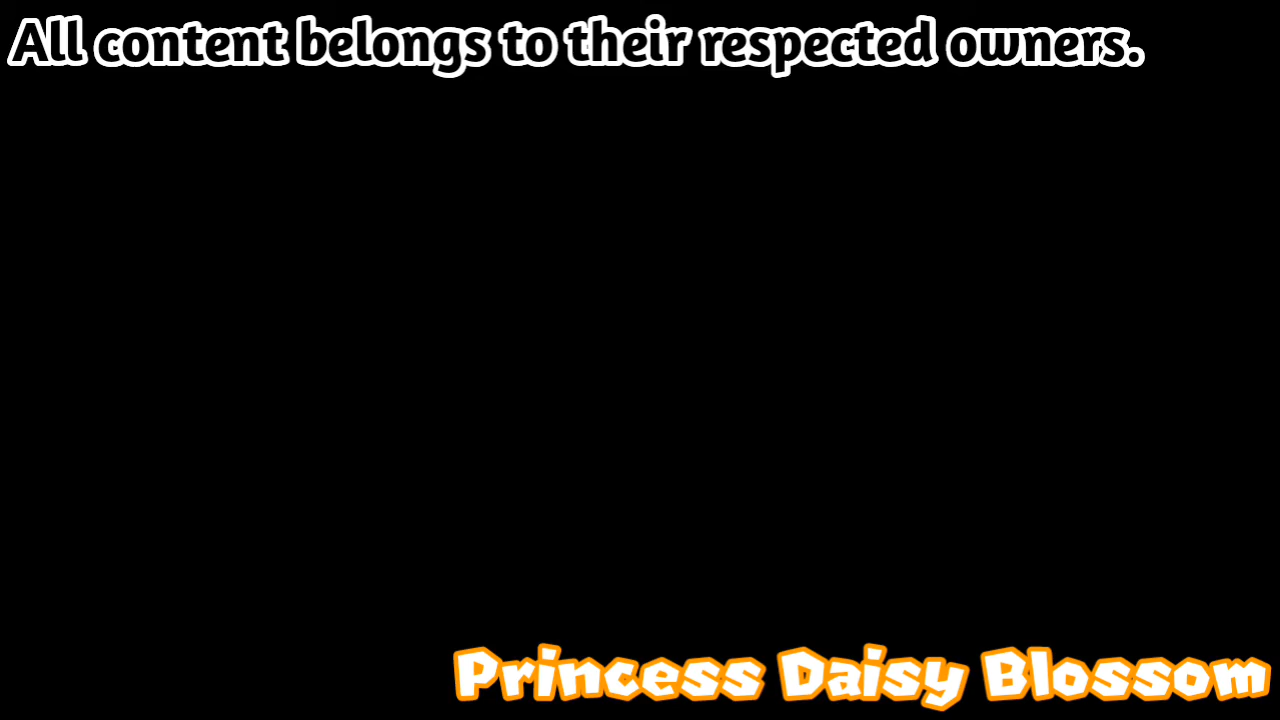 All content belongs to their respected owners.
Princess Daisy Blossom